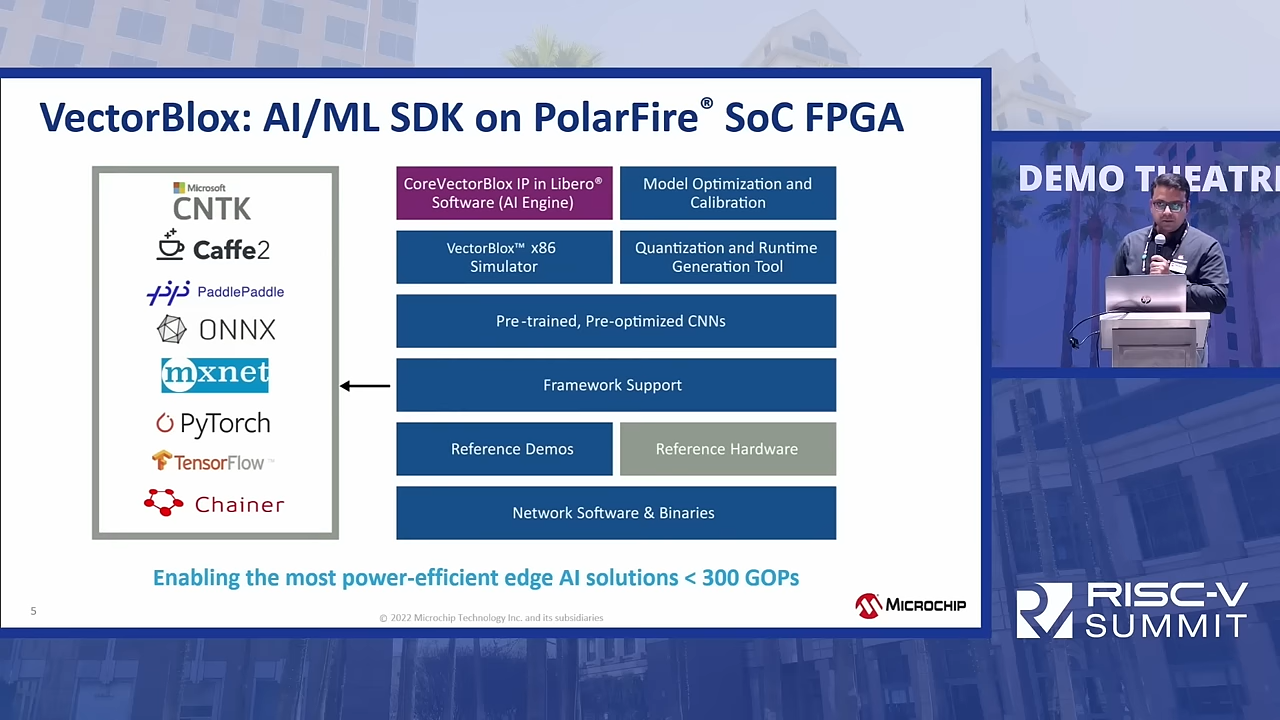 VectorBlox: AI/ML SDK on PolarFire® SoC FPGA
Microsoft
CNTK
Caffe2
PaddlePaddle
ONNX
mxnet
PyTorch
TensorFlow™
Chainer
CoreVectorBlox IP in Libero®
Software (AI Engine)
Model Optimization and
Calibration
VectorBlox™ x86
Simulator
Quantization and Runtime
Generation Tool
Pre-trained, Pre-optimized CNNs
Framework Support
Reference Demos
Reference Hardware
Network Software & Binaries
Enabling the most power-efficient edge AI solutions < 300 GOPs
5
© 2022 Microchip Technology Inc. and its subsidiaries
MICROCHIP
DEMO THEATR
hp
RISC-V
SUMMIT